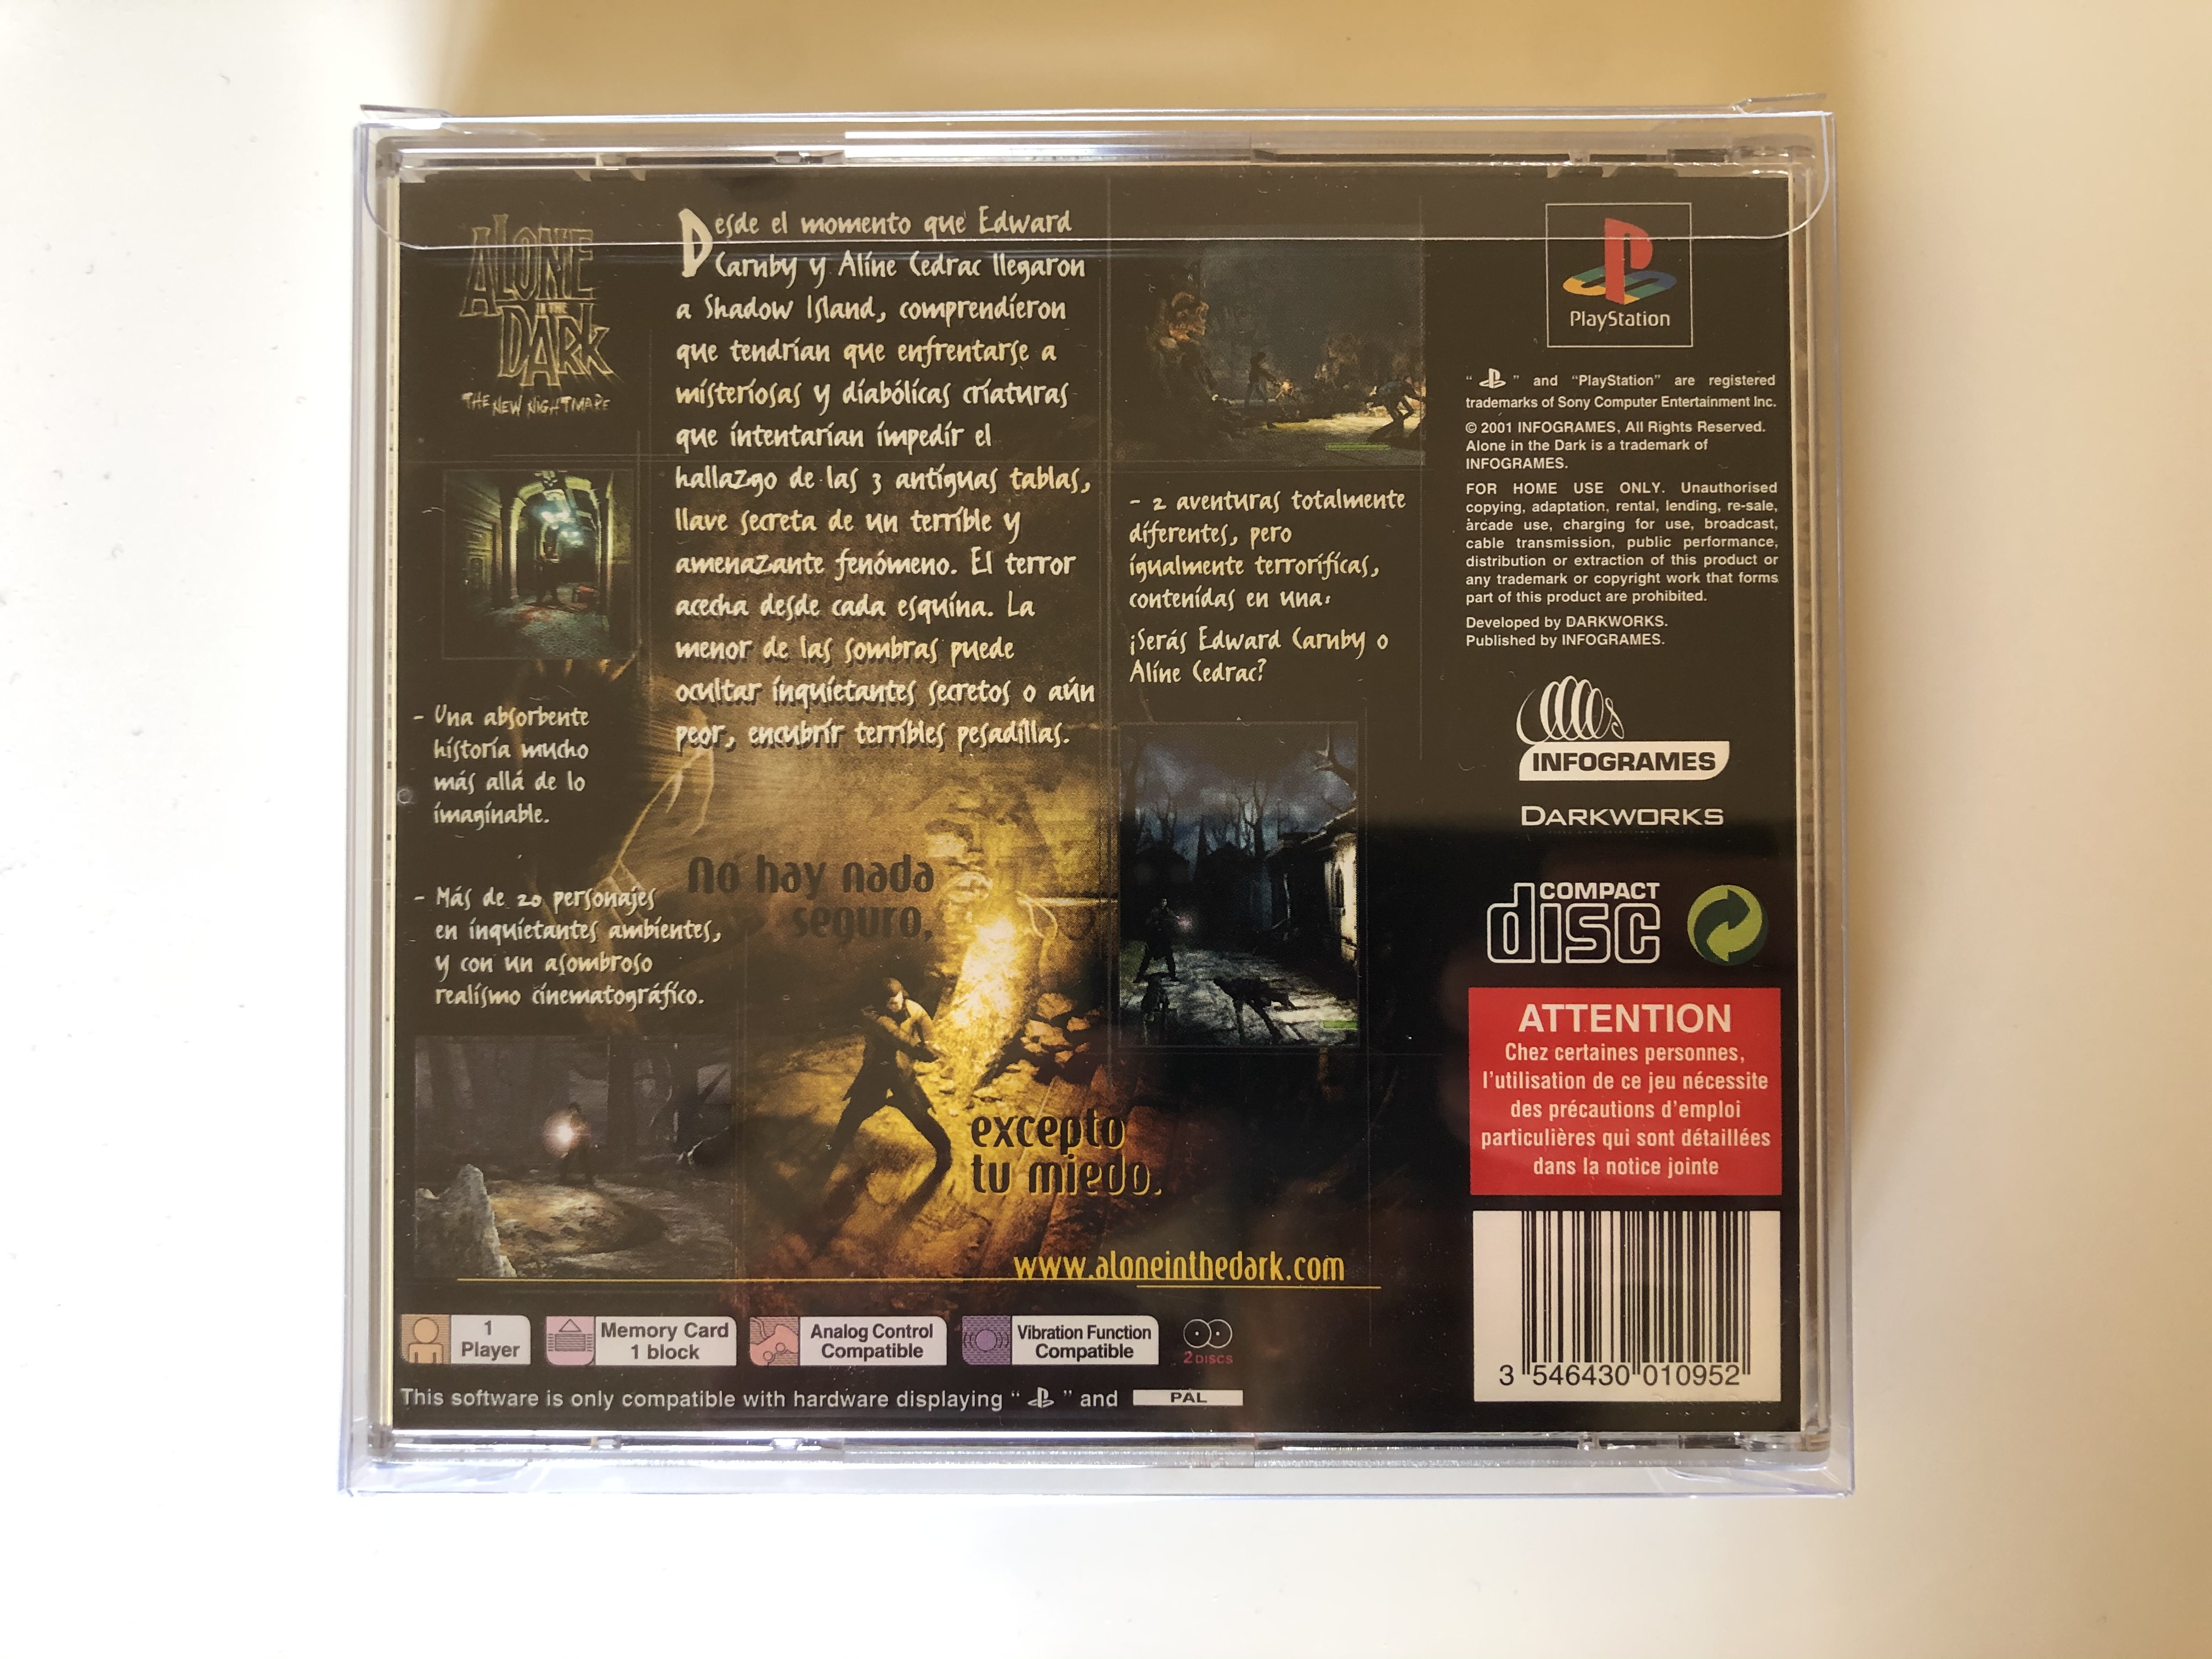 ALONE
IN THE
DARK
THE NEW NIGHTMARE
Desde el momento que Edward
Carnby y Aline Cedrac llegaron
a Shadow Island, comprendieron
que tendrían que enfrentarse a
misteriosas y diabólicas criaturas
que intentarían impedir el
hallazgo de las 3 antiguas tablas,
llave secreta de un terrible y
amenazante fenómeno. El terror
acecha desde cada esquina. La
menor de las sombras puede
ocultar inquietantes secretos o aún
peor, encubrir terribles pesadillas.
- Una absorbente
historia mucho
más allá de lo
imaginable.
- Más de 20 personajes
en inquietantes ambientes,
y con un asombroso
realismo cinematográfico.
No hay nada
seguro,
excepto
tu miedo.
- 2 aventuras totalmente
diferentes, pero
igualmente terroríficas,
contenidas en una:
¡Serás Edward Carnby o
Aline Cedrac?
www.aloneinthedark.com
PlayStation
" " and "PlayStation" are registered
trademarks of Sony Computer Entertainment Inc.
© 2001 INFOGRAMES, All Rights Reserved.
Alone in the Dark is a trademark of
INFOGRAMES.
FOR HOME USE ONLY. Unauthorised
copying, adaptation, rental, lending, re-sale,
arcade use, charging for use, broadcast,
cable transmission, public performance,
distribution or extraction of this product or
any trademark or copyright work that forms
part of this product are prohibited.
Developed by DARKWORKS.
Published by INFOGRAMES.
INFOGRAMES
DARKWORKS
COMPACT
disc
ATTENTION
Chez certaines personnes,
l'utilisation de ce jeu nécessite
des précautions d'emploi
particulières qui sont détaillées
dans la notice jointe
3 546430 010952
1
Player
Memory Card
1 block
Analog Control
Compatible
Vibration Function
Compatible
2 DISCS
This software is only compatible with hardware displaying " " and PAL